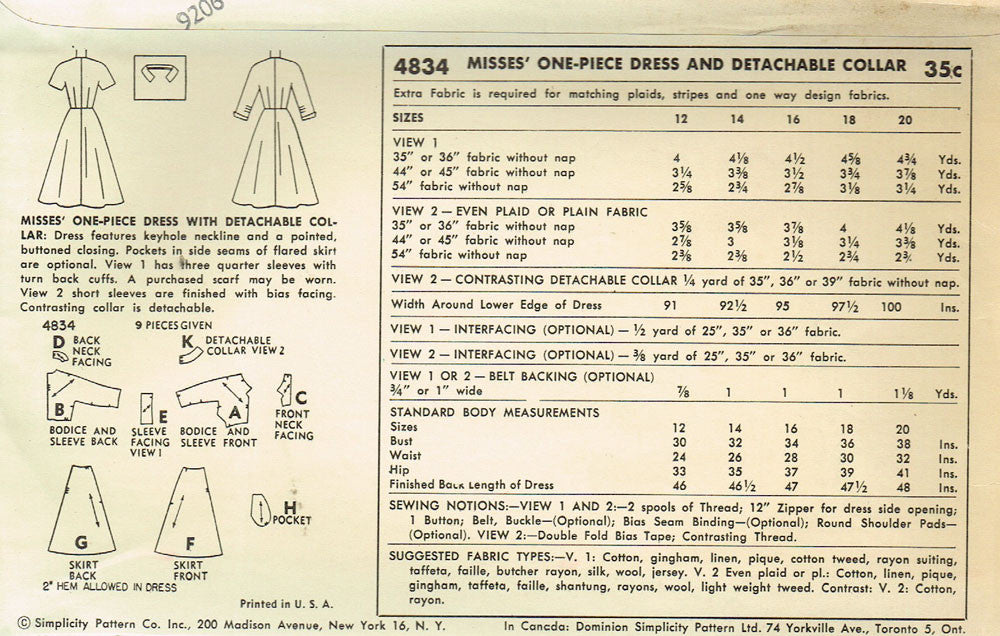 9206
MISSES' ONE-PIECE DRESS WITH DETACHABLE COL-
LAR: Dress features keyhole neckline and a pointed,
buttoned closing. Pockets in side seams of flared skirt
are optional. View 1 has three quarter sleeves with
turn back cuffs. A purchased scarf may be worn.
View 2 short sleeves are finished with bias facing.
Contrasting collar is detachable.
4834 9 PIECES GIVEN
D BACK NECK FACING
K DETACHABLE COLLAR VIEW 2
B
BODICE AND SLEEVE BACK
E
SLEEVE FACING VIEW 1
A
BODICE AND SLEEVE FRONT
C
FRONT NECK FACING
G
SKIRT BACK
F
SKIRT FRONT
H
POCKET
2" HEM ALLOWED IN DRESS
Printed in U. S. A.
4834 MISSES' ONE-PIECE DRESS AND DETACHABLE COLLAR 35c
Extra Fabric is required for matching plaids, stripes and one way design fabrics.
SIZES 12 14 16 18 20
VIEW 1
35" or 36" fabric without nap 4 4⅛ 4½ 4⅝ 4¾ Yds.
44" or 45" fabric without nap 3¼ 3⅜ 3½ 3¾ 3⅞ Yds.
54" fabric without nap 2⅝ 2¾ 2⅞ 3⅛ 3¼ Yds.
VIEW 2 – EVEN PLAID OR PLAIN FABRIC
35" or 36" fabric without nap 3⅝ 3⅝ 3⅞ 4 4⅛ Yds.
44" or 45" fabric without nap 2⅞ 3 3⅛ 3¼ 3⅜ Yds.
54" fabric without nap 2⅜ 2⅜ 2½ 2¾ Yds.
VIEW 2 – CONTRASTING DETACHABLE COLLAR ¼ yard of 35", 36" or 39" fabric without nap.
Width Around Lower Edge of Dress 91 92½ 95 97½ 100 Ins.
VIEW 1 – INTERFACING (OPTIONAL) – ½ yard of 25", 35" or 36" fabric.
VIEW 2 – INTERFACING (OPTIONAL) – ⅜ yard of 25", 35" or 36" fabric.
VIEW 1 OR 2 – BELT BACKING (OPTIONAL)
¾" or 1" wide ⅞ 1 1 1 1⅛ Yds.
STANDARD BODY MEASUREMENTS
Sizes 12 14 16 18 20
Bust 30 32 34 36 38 Ins.
Waist 24 26 28 30 32 Ins.
Hip 33 35 37 39 41 Ins.
Finished Back Length of Dress 46 46½ 47 47½ 48 Ins.
SEWING NOTIONS:—VIEW 1 AND 2:—2 spools of Thread; 12" Zipper for dress side opening;
1 Button; Belt, Buckle—(Optional); Bias Seam Binding—(Optional); Round Shoulder Pads—
(Optional). VIEW 2:—Double Fold Bias Tape; Contrasting Thread.
SUGGESTED FABRIC TYPES:—V. 1: Cotton, gingham, linen, pique, cotton tweed, rayon suiting,
taffeta, faille, butcher rayon, silk, wool, jersey. V. 2 Even plaid or pl.: Cotton, linen, pique,
gingham, taffeta, faille, shantung, rayons, wool, light weight tweed. Contrast: V. 2: Cotton,
rayon.
© Simplicity Pattern Co. Inc., 200 Madison Avenue, New York 16, N. Y. In Canada: Dominion Simplicity Pattern Ltd. 74 Yorkville Ave., Toronto 5, Ont.